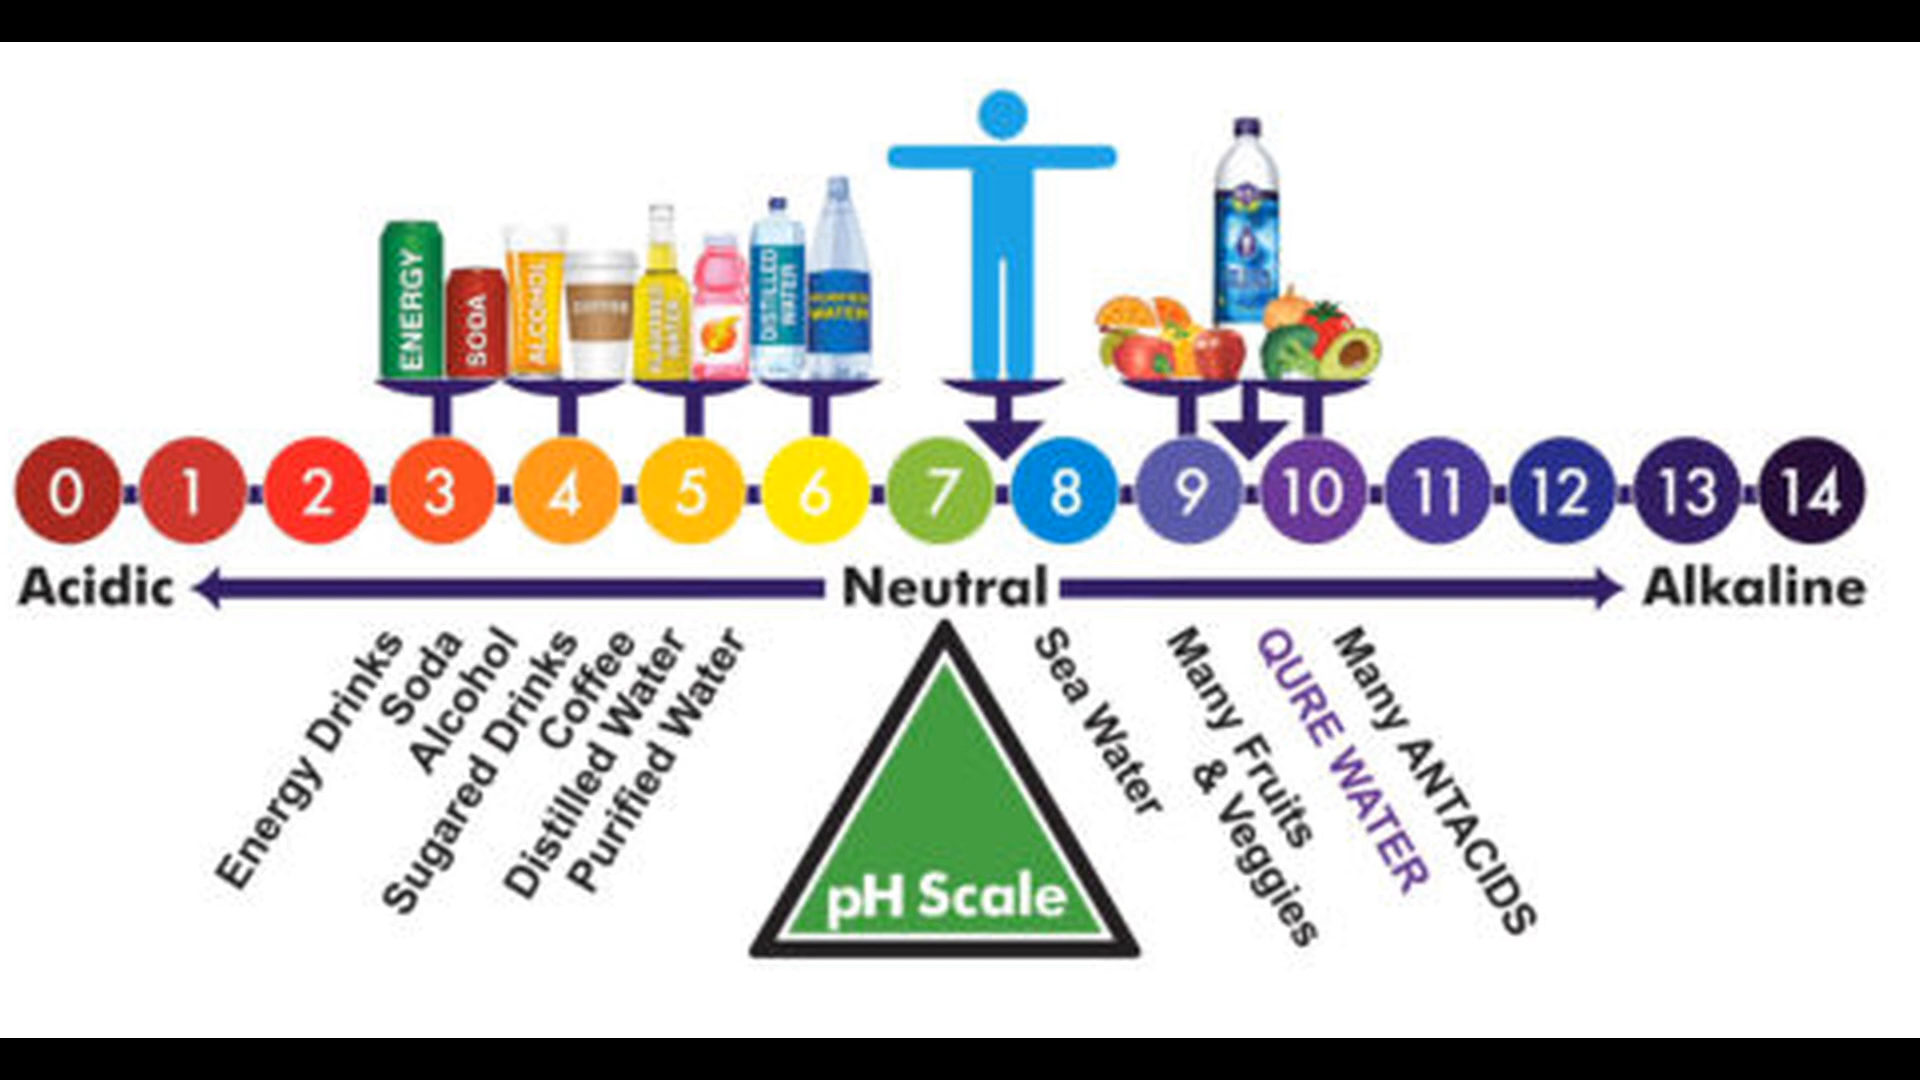 ENERGY
SODA
ALCOHOL
COFFEE
WATER
DISTILLED
WATER
WATER
0 1 2 3 4 5 6 7 8 9 10 11 12 13 14
Acidic Neutral Alkaline
Energy Drinks
Soda
Alcohol
Sugared Drinks
Coffee
Distilled Water
Purified Water
pH Scale
Sea Water
Many Fruits
& Veggies
QURE WATER
Many ANTACIDS